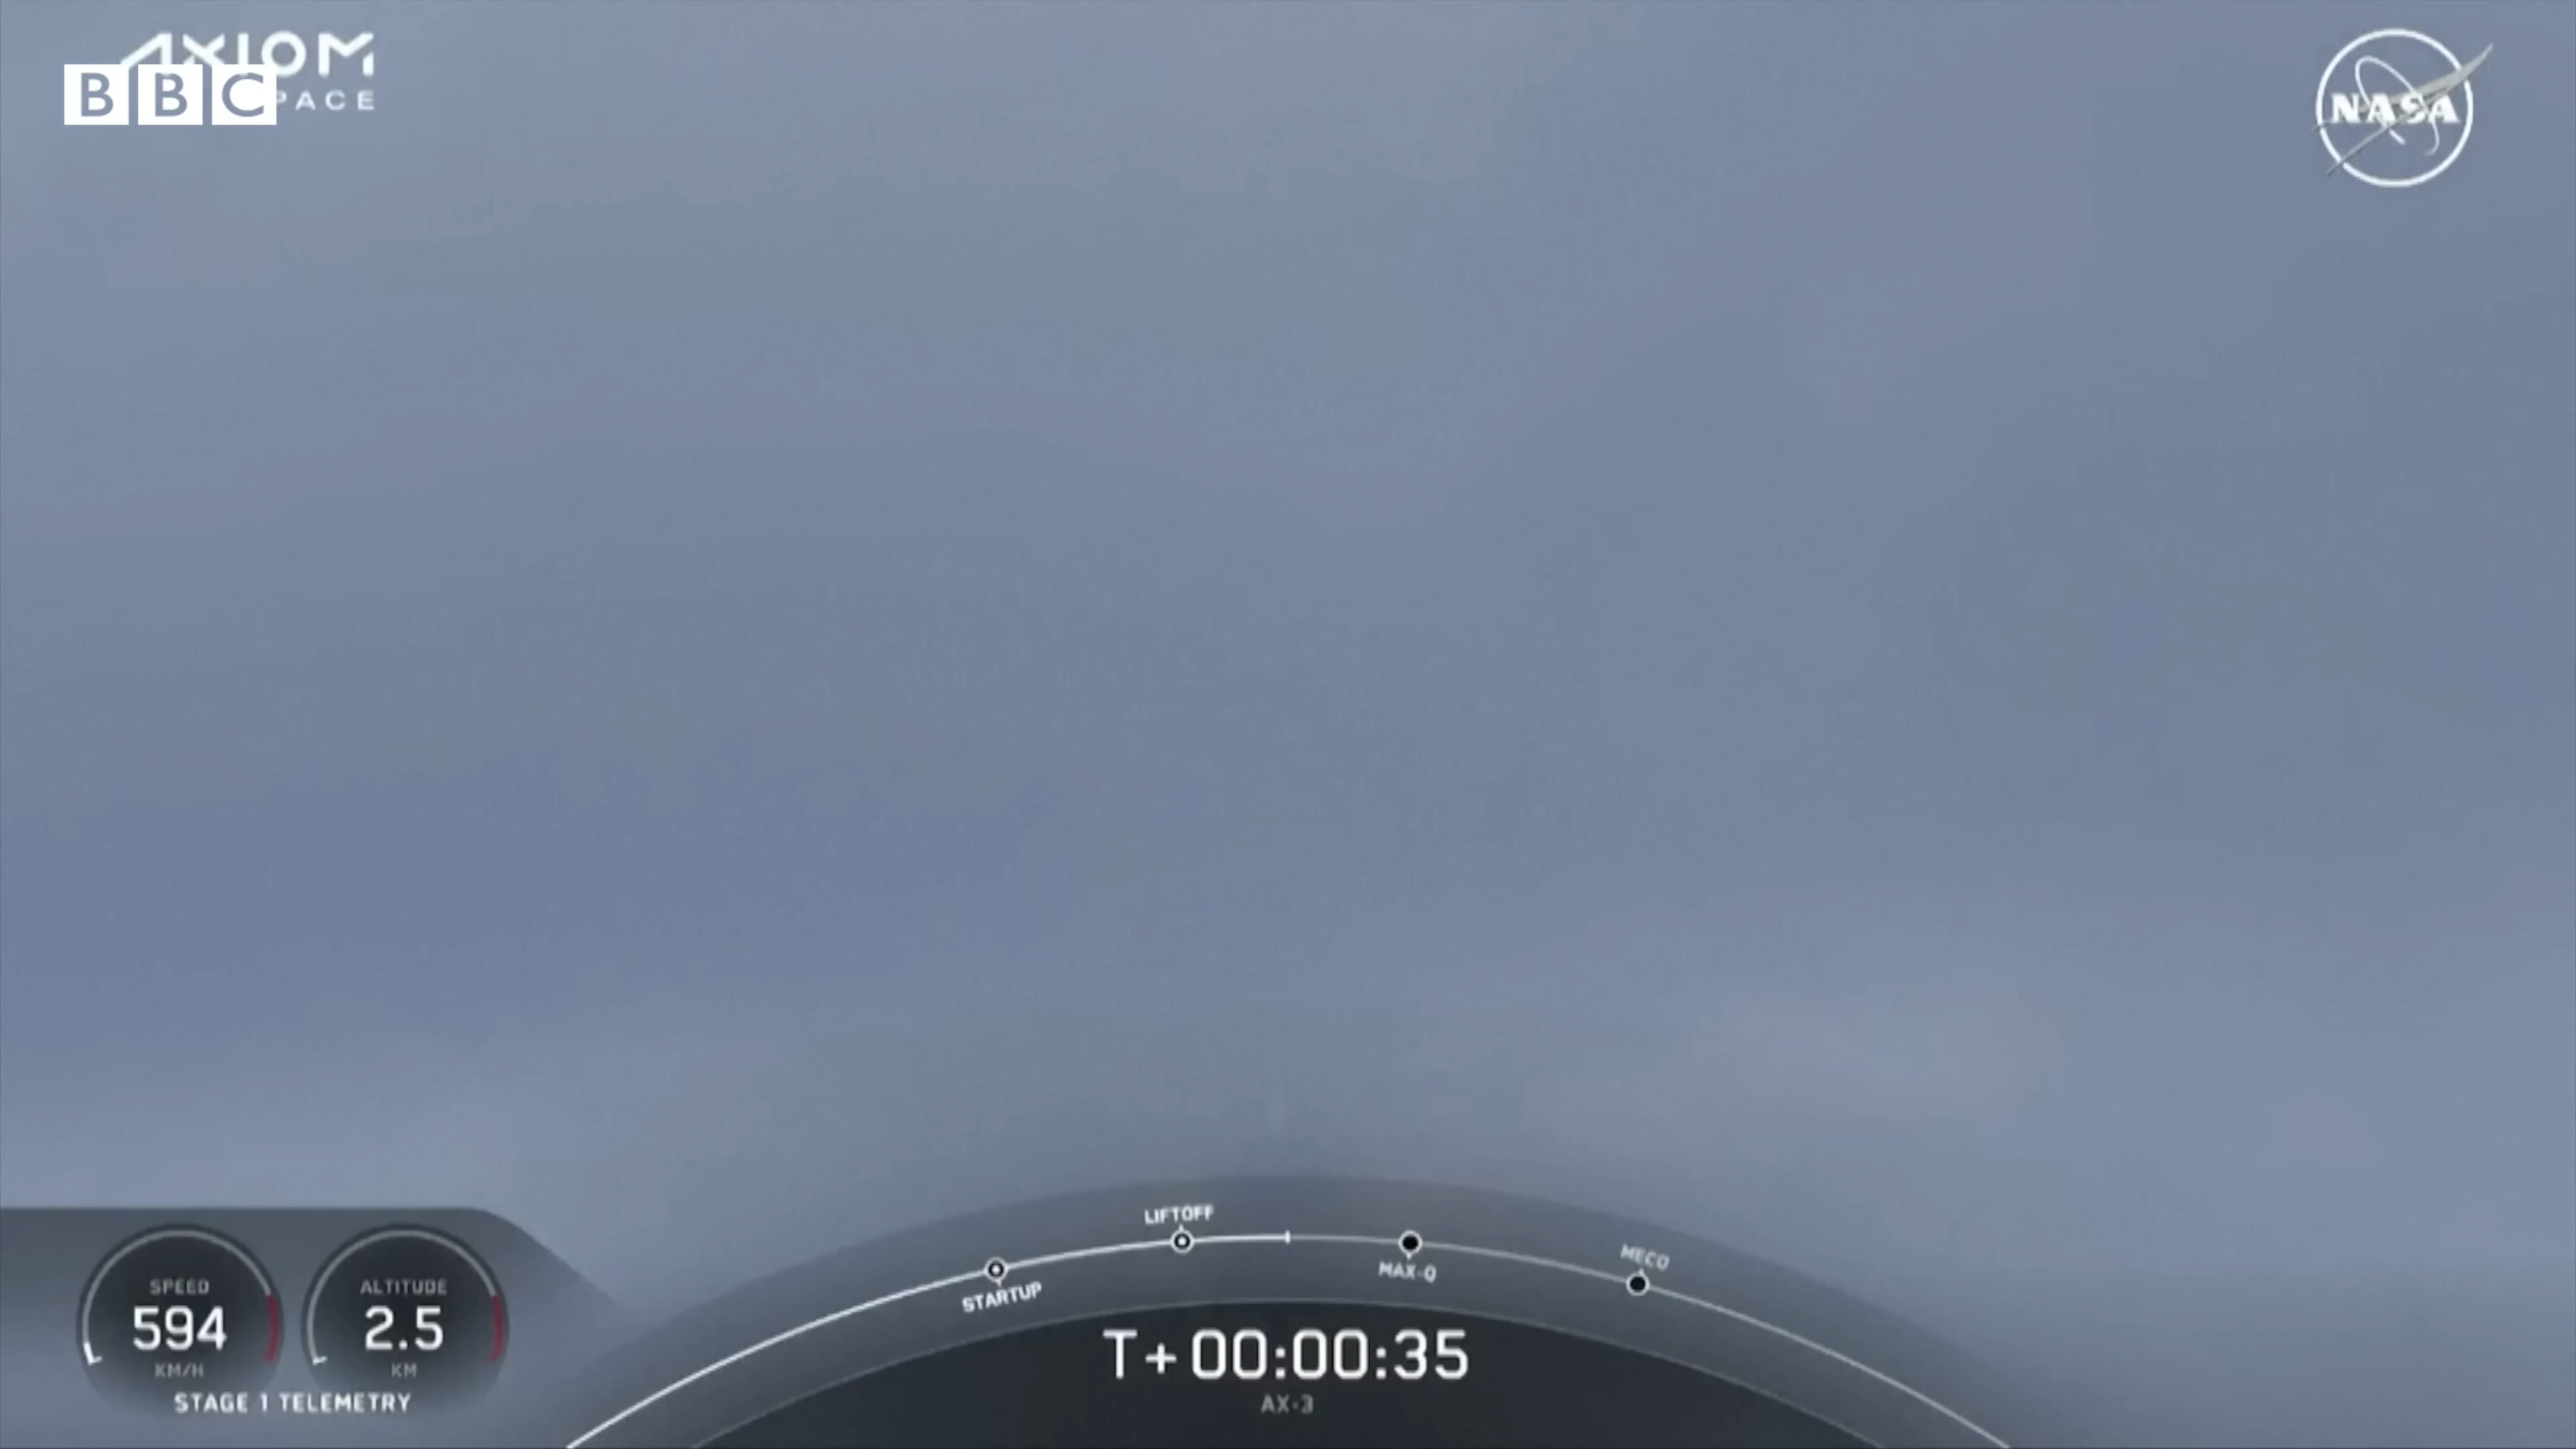 AXIOM
BBC
PACE
NASA
LIFTOFF
MECO
STARTUP
MAX-Q
SPEED
594
KM/H
ALTITUDE
2.5
KM
STAGE 1 TELEMETRY
T+00:00:35
AX-3